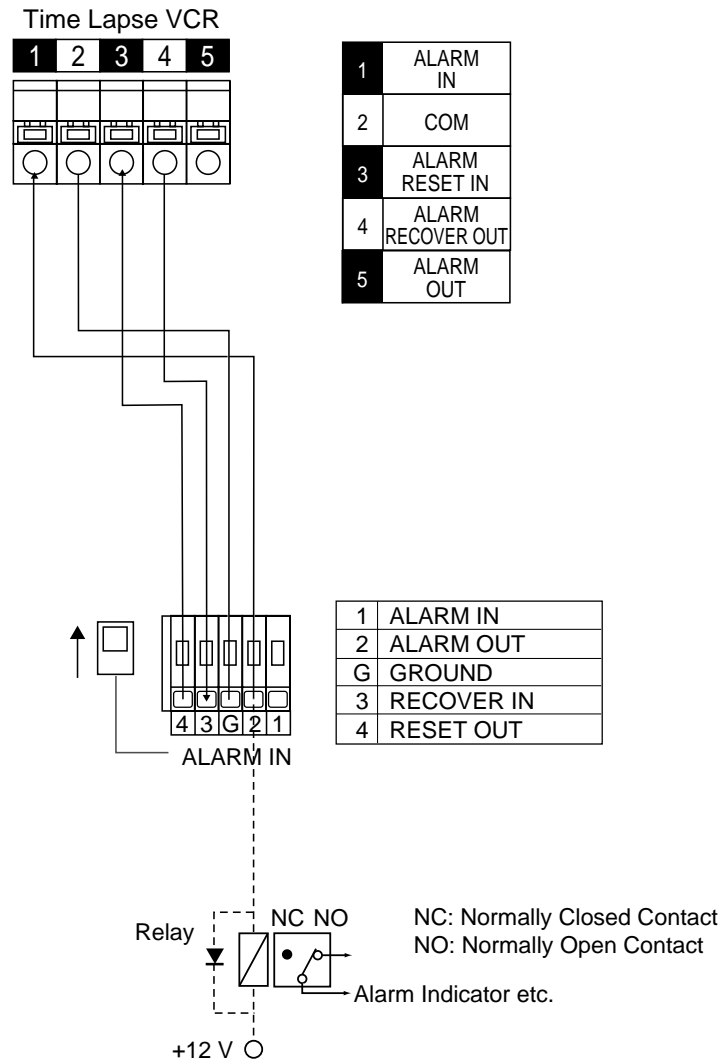 Time Lapse VCR
1 2 3 4 5
1 ALARM
IN
2 COM
3 ALARM
RESET IN
4 ALARM
RECOVER OUT
5 ALARM
OUT
4 3 G 2 1
ALARM IN
1 ALARM IN
2 ALARM OUT
G GROUND
3 RECOVER IN
4 RESET OUT
Relay
NC NO
NC: Normally Closed Contact
NO: Normally Open Contact
Alarm Indicator etc.
+12 V